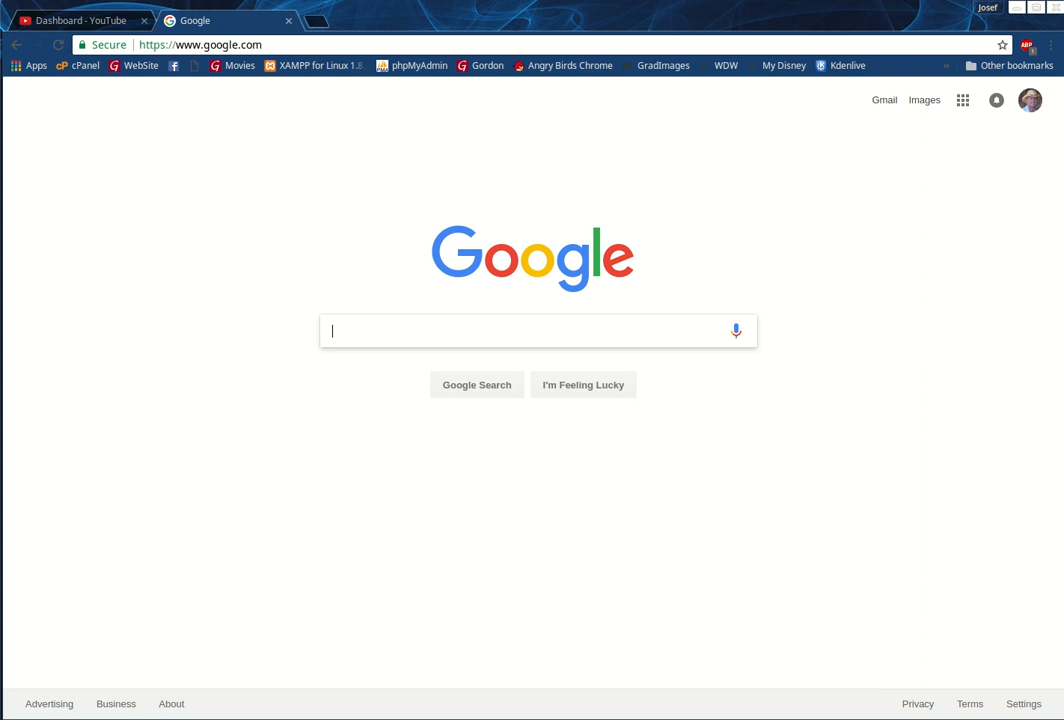 Josef
Dashboard - YouTube
Google
Secure https://www.google.com
ABP 1
Apps cPanel WebSite Movies XAMPP for Linux 1.8. phpMyAdmin Gordon Angry Birds Chrome GradImages WDW My Disney Kdenlive » Other bookmarks
Gmail Images
Google
Google Search I'm Feeling Lucky
Advertising Business About Privacy Terms Settings